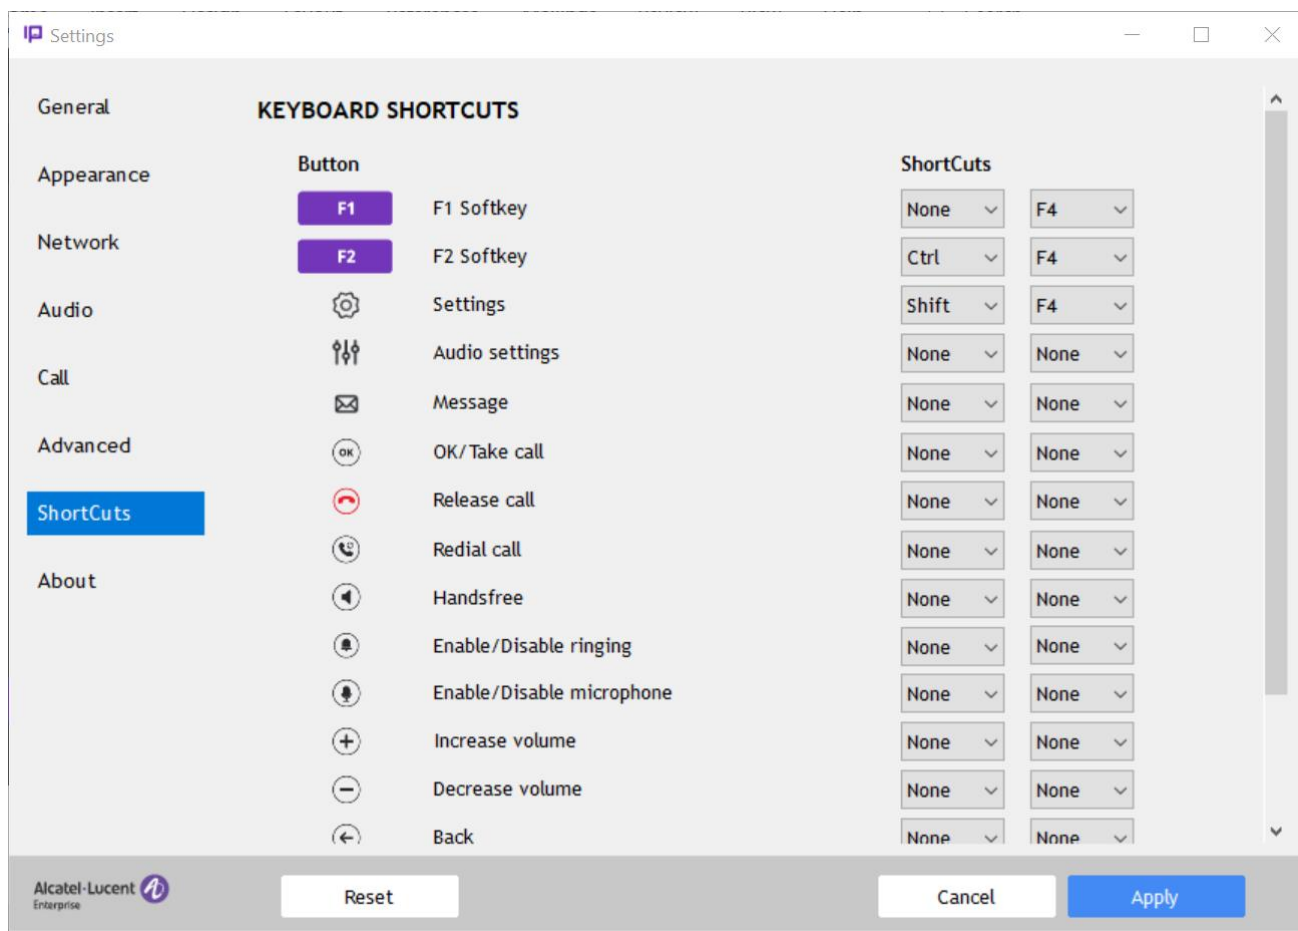 Settings
General
Appearance
Network
Audio
Call
Advanced
ShortCuts
About
KEYBOARD SHORTCUTS
Button ShortCuts
F1 F1 Softkey None F4
F2 F2 Softkey Ctrl F4
Settings Shift F4
Audio settings None None
Message None None
OK OK/Take call None None
Release call None None
Redial call None None
Handsfree None None
Enable/Disable ringing None None
Enable/Disable microphone None None
Increase volume None None
Decrease volume None None
Back None None
Alcatel·Lucent
Enterprise
Reset Cancel Apply